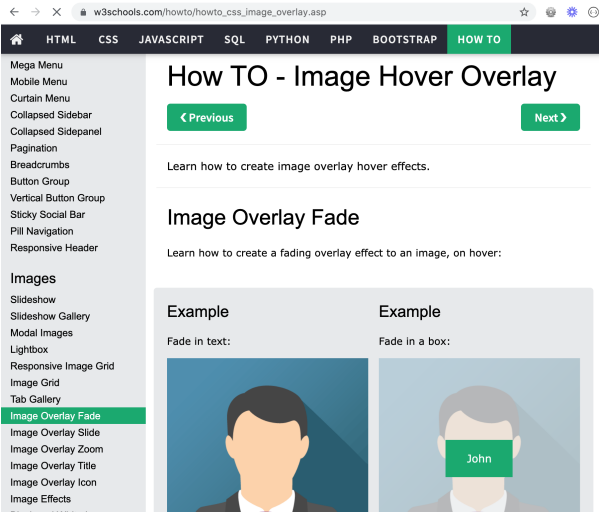 w3schools.com/howto/howto_css_image_overlay.asp
HTML CSS JAVASCRIPT SQL PYTHON PHP BOOTSTRAP HOW TO
Mega Menu
Mobile Menu
Curtain Menu
Collapsed Sidebar
Collapsed Sidepanel
Pagination
Breadcrumbs
Button Group
Vertical Button Group
Sticky Social Bar
Pill Navigation
Responsive Header
Images
Slideshow
Slideshow Gallery
Modal Images
Lightbox
Responsive Image Grid
Image Grid
Tab Gallery
Image Overlay Fade
Image Overlay Slide
Image Overlay Zoom
Image Overlay Title
Image Overlay Icon
Image Effects
How TO - Image Hover Overlay
❮ Previous
Next ❯
Learn how to create image overlay hover effects.
Image Overlay Fade
Learn how to create a fading overlay effect to an image, on hover:
Example
Fade in text:
Example
Fade in a box:
John